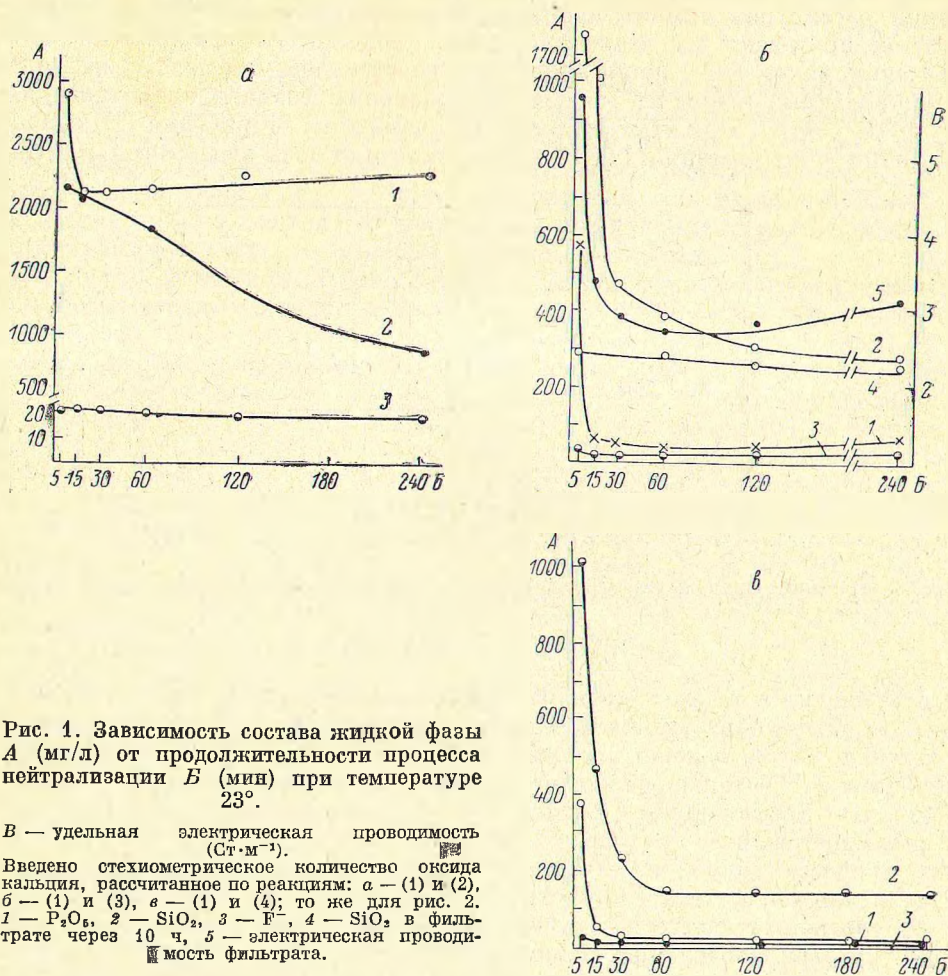 А
3000
2500
2000
1500
1000
500
20
10
а
1
2
3
5 15 30 60 120 180 240 Б
А
1700
1000
800
600
400
200
б
В
5
4
3
2
5
2
4
1
3
5 15 30 60 120 240 Б
А
1000
800
600
400
200
в
2
1
3
5 15 30 60 120 180 240 Б
Рис. 1. Зависимость состава жидкой фазы
А (мг/л) от продолжительности процесса
нейтрализации Б (мин) при температуре
23°.
В — удельная электрическая проводимость
(Ст·м⁻¹).
Введено стехиометрическое количество оксида
кальция, рассчитанное по реакциям: а — (1) и (2),
б — (1) и (3), в — (1) и (4); то же для рис. 2.
1 — P₂O₅, 2 — SiO₂, 3 — F⁻, 4 — SiO₂ в филь-
трате через 10 ч, 5 — электрическая проводи-
мость фильтрата.